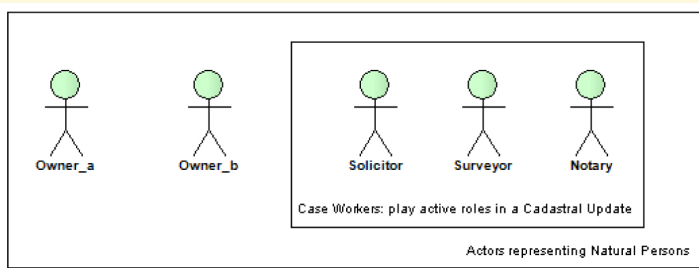 Owner_a Owner_b Solicitor Surveyor Notary
Case Workers: play active roles in a Cadastral Update
Actors representing Natural Persons